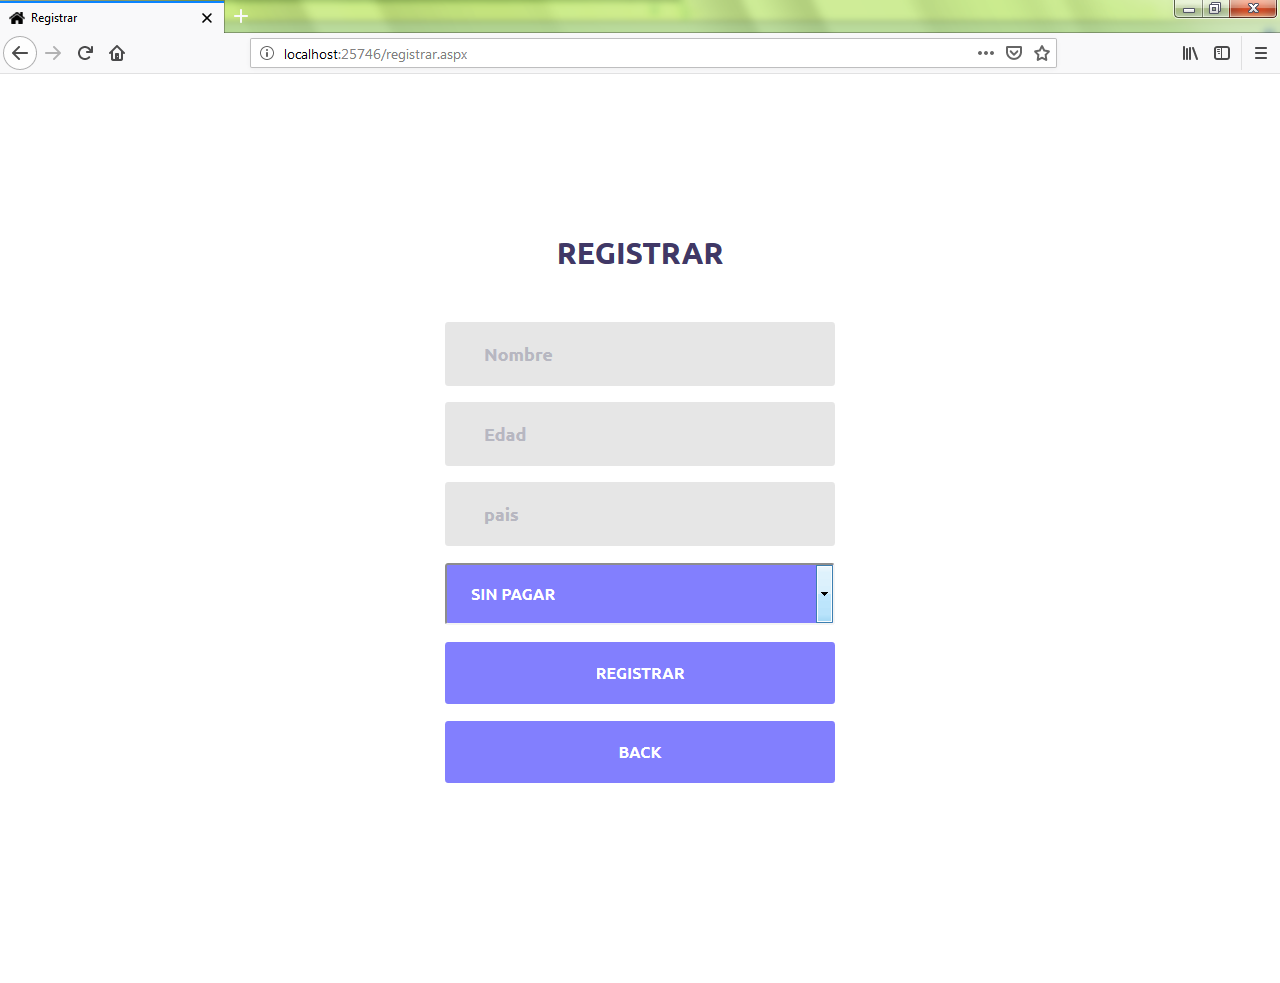 Registrar
localhost:25746/registrar.aspx
REGISTRAR
Nombre
Edad
pais
SIN PAGAR
REGISTRAR
BACK